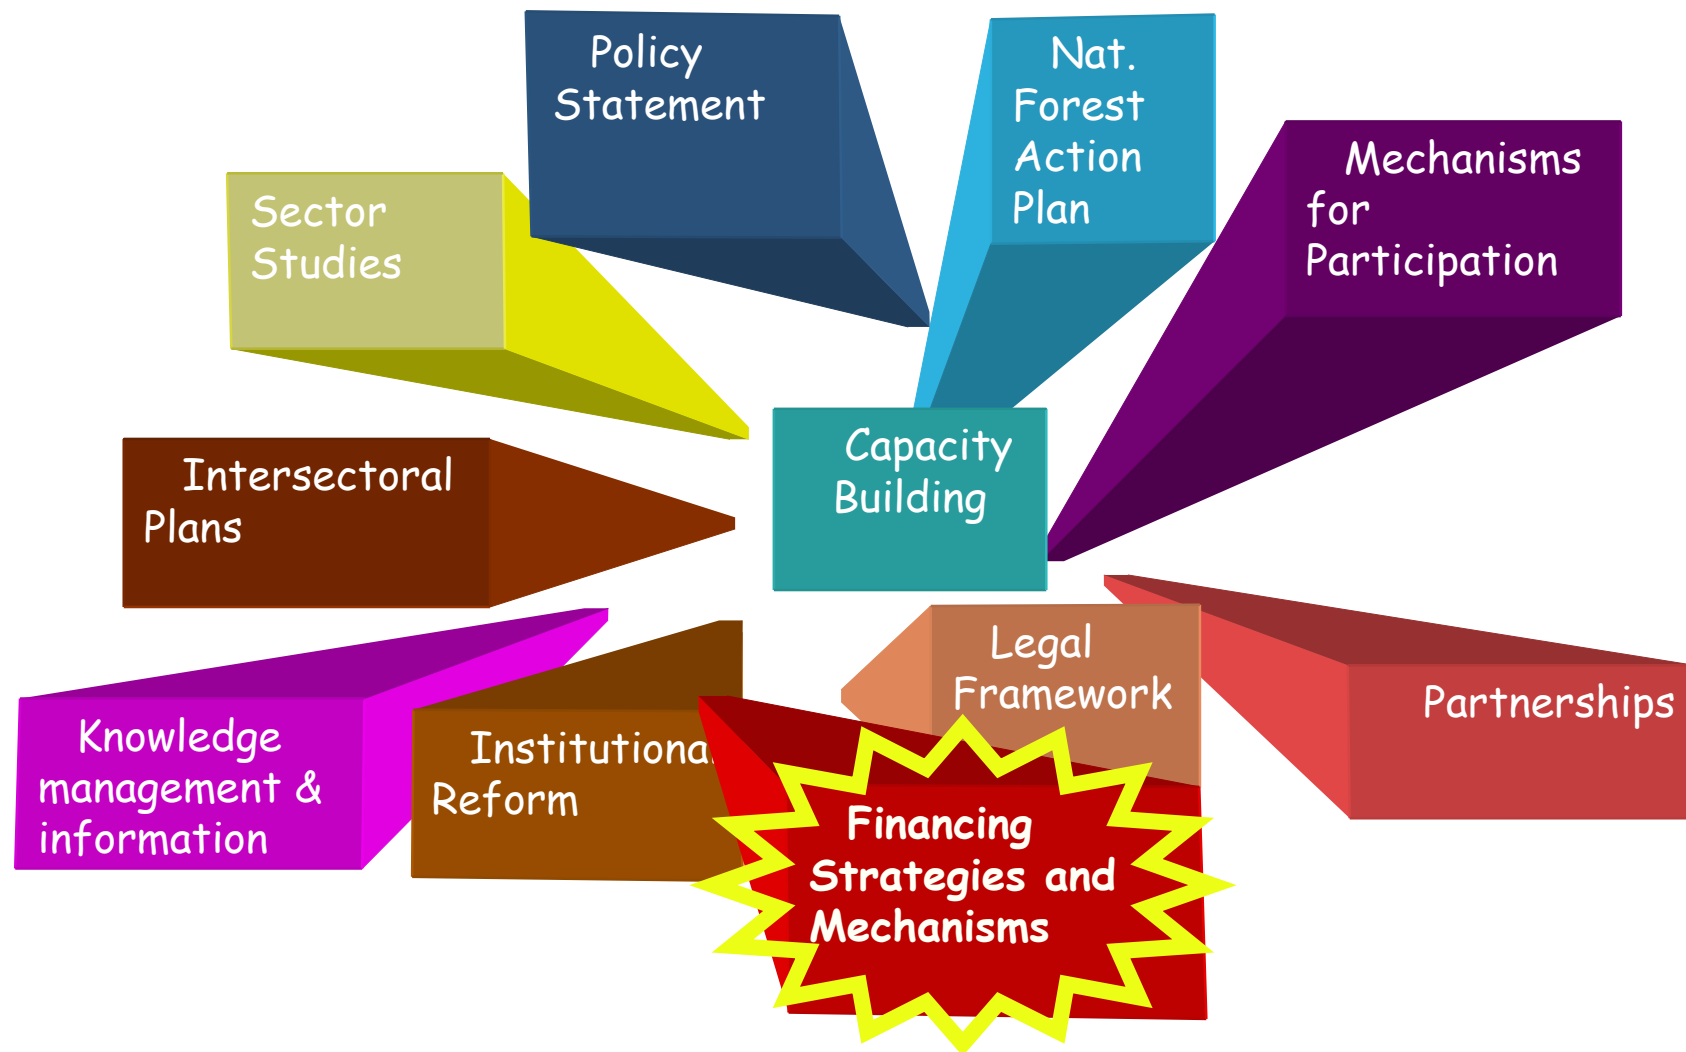 Policy
Statement
Nat.
Forest
Action
Plan
Mechanisms
for
Participation
Sector
Studies
Capacity
Building
Intersectoral
Plans
Legal
Framework
Partnerships
Knowledge
management &
information
Institutional
Reform
Financing
Strategies and
Mechanisms